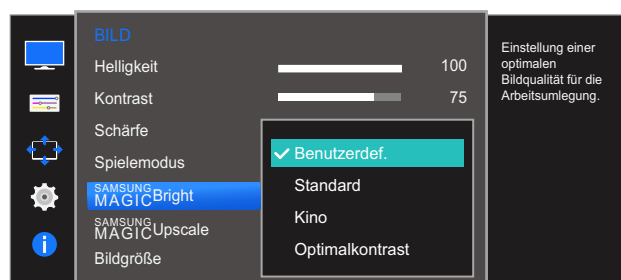 BILD
Helligkeit 100
Kontrast 75
Schärfe
Spielemodus
SAMSUNG
MAGICBright
SAMSUNG
MAGICUpscale
Bildgröße
Benutzerdef.
Standard
Kino
Optimalkontrast
Einstellung einer
optimalen
Bildqualität für die
Arbeitsumlegung.